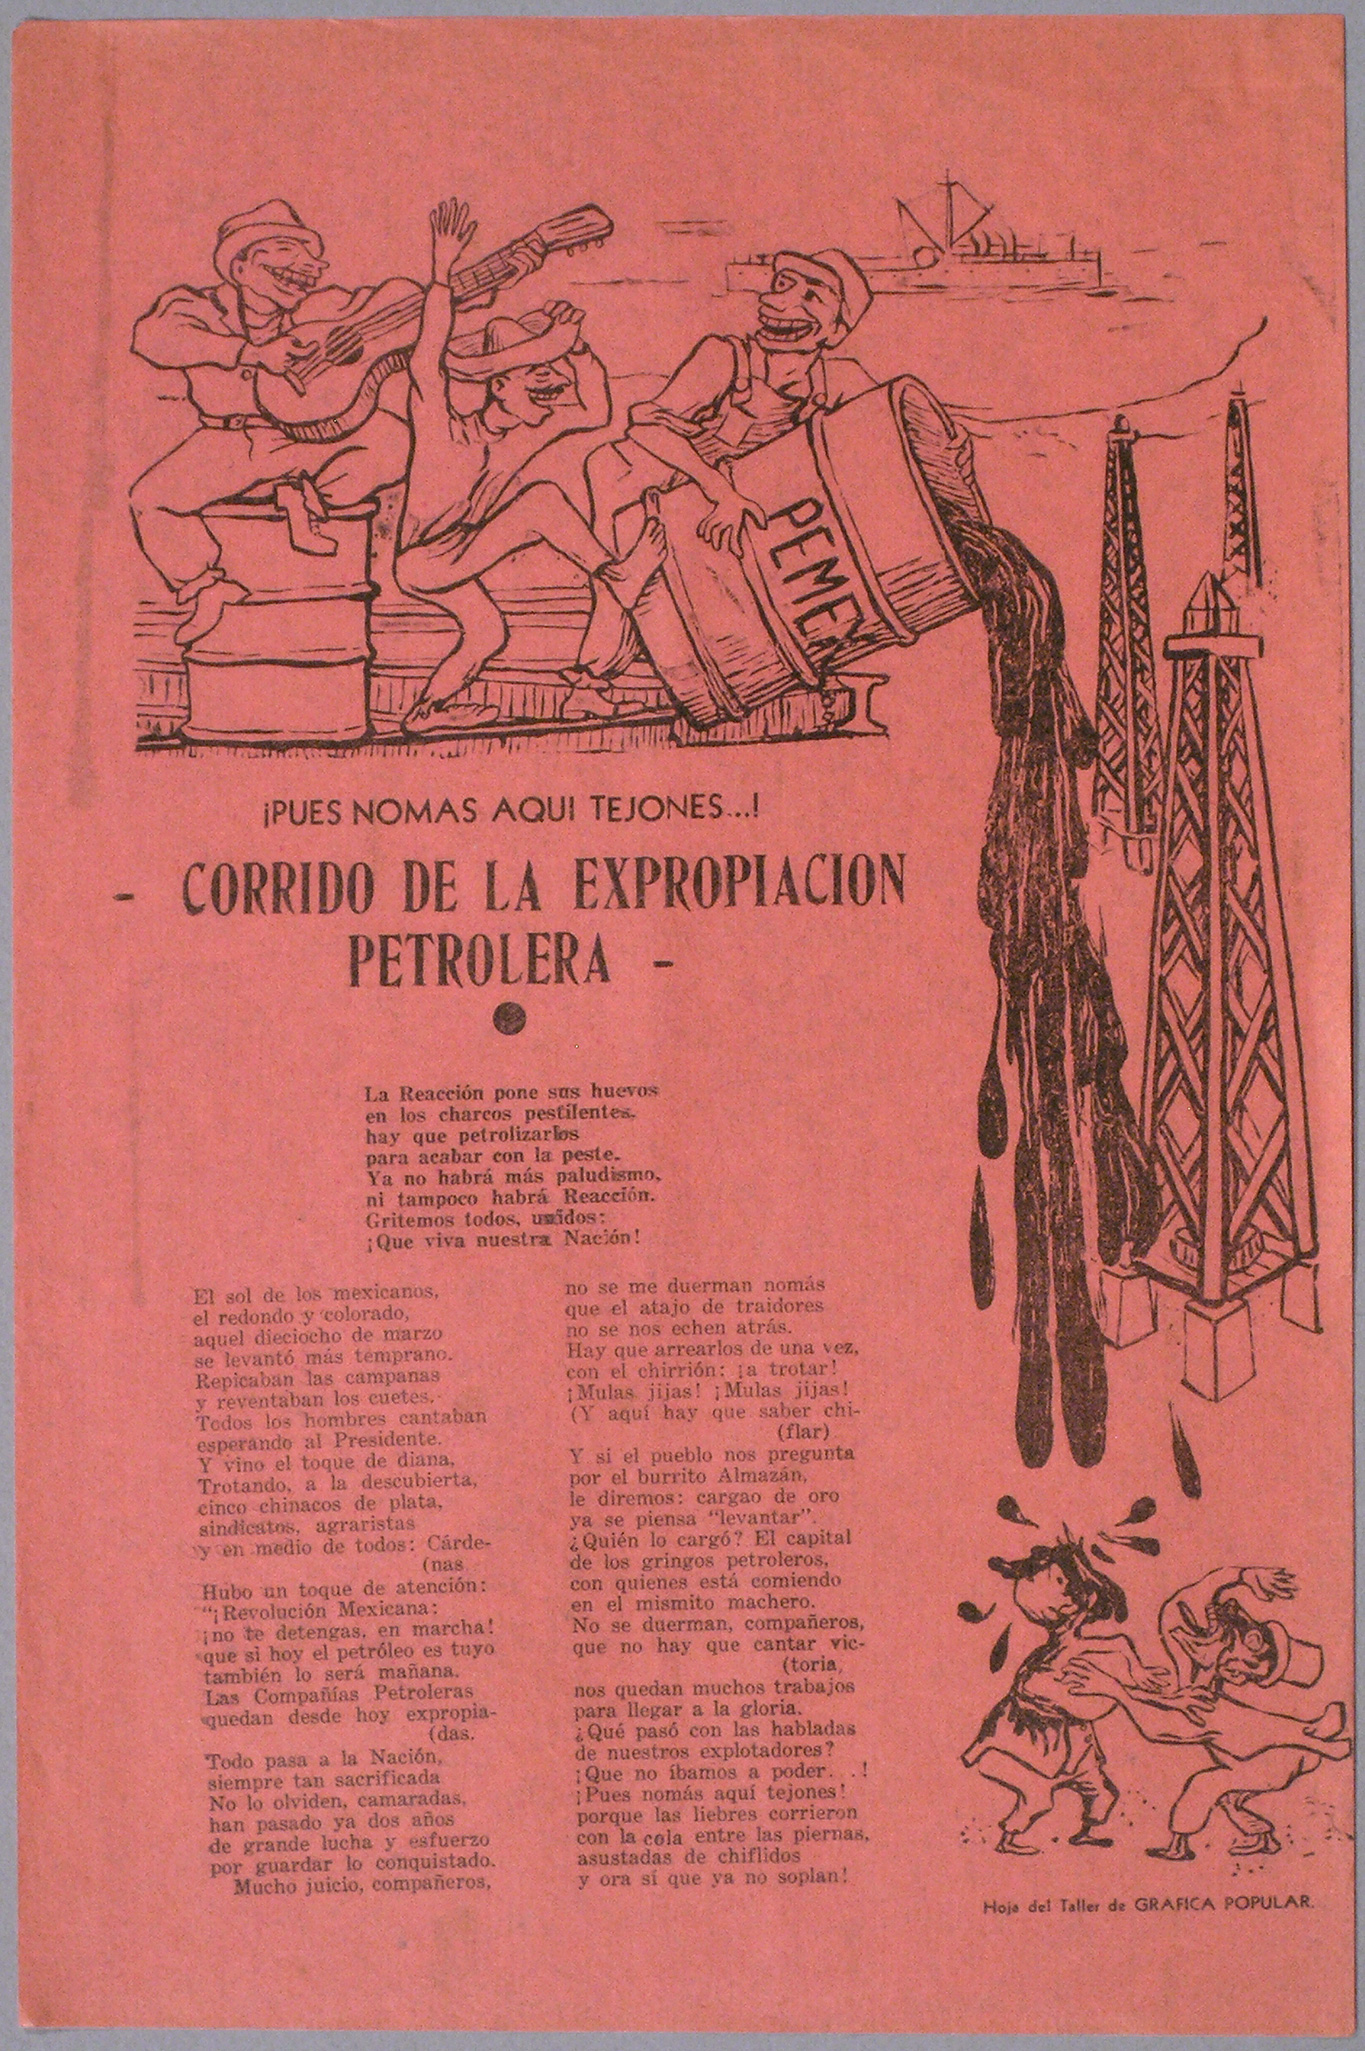 PEMEX
¡PUES NOMAS AQUI TEJONES...!
- CORRIDO DE LA EXPROPIACION
PETROLERA -
La Reacción pone sus huevos
en los charcos pestilentes.
hay que petrolizarlos
para acabar con la peste.
Ya no habrá más paludismo,
ni tampoco habrá Reacción.
Gritemos todos, unidos:
¡Que viva nuestra Nación!
El sol de los mexicanos,
el redondo y colorado,
aquel dieciocho de marzo
se levantó más temprano.
Repicaban las campanas
y reventaban los cuetes.
Todos los hombres cantaban
esperando al Presidente.
Y vino el toque de diana,
Trotando, a la descubierta,
cinco chinacos de plata,
sindicatos, agraristas
y en medio de todos: Cárde-
(nas.
Hubo un toque de atención:
"¡Revolución Mexicana:
¡no te detengas, en marcha!
que si hoy el petróleo es tuyo
también lo será mañana.
Las Compañías Petroleras
quedan desde hoy expropia-
(das.
Todo pasa a la Nación,
siempre tan sacrificada
No lo olviden, camaradas,
han pasado ya dos años
de grande lucha y esfuerzo
por guardar lo conquistado.
Mucho juicio, compañeros,
no se me duerman nomás
que el atajo de traidores
no se nos echen atrás.
Hay que arrearlos de una vez,
con el chirrión: ¡a trotar!
¡Mulas jijas! ¡Mulas jijas!
(Y aquí hay que saber chi-
(flar)
Y si el pueblo nos pregunta
por el burrito Almazán,
le diremos: cargao de oro
ya se piensa "levantar".
¿Quién lo cargó? El capital
de los gringos petroleros,
con quienes está comiendo
en el mismito machero.
No se duerman, compañeros,
que no hay que cantar vic-
(toria,
nos quedan muchos trabajos
para llegar a la gloria.
¿Qué pasó con las habladas
de nuestros explotadores?
¡Que no íbamos a poder. . .!
¡Pues nomás aquí tejones!
porque las liebres corrieron
con la cola entre las piernas,
asustadas de chiflidos
y ora sí que ya no soplan!
Hoja del Taller de GRAFICA POPULAR.